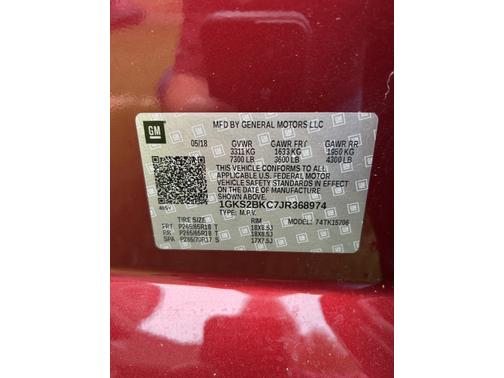 GM
MFD BY GENERAL MOTORS LLC
05/18 GVWR GAWR FRT GAWR RR
3311 KG 1633 KG 1950 KG
7300 LB 3600 LB 4300 LB
THIS VEHICLE CONFORMS TO ALL
APPLICABLE U.S. FEDERAL MOTOR
VEHICLE SAFETY STANDARDS IN EFFECT ON
THE DATE OF MANUFACTURE SHOWN ABOVE.
1GKS2BKC7JR368974
TYPE: M.P.V. MODEL: 74TK15706
TIRE SIZE RIM
FRT P265/65R18 T 18X8.5J
RR P265/65R18 T 18X8.5J
SPA P265/70R17 S 17X7.5J